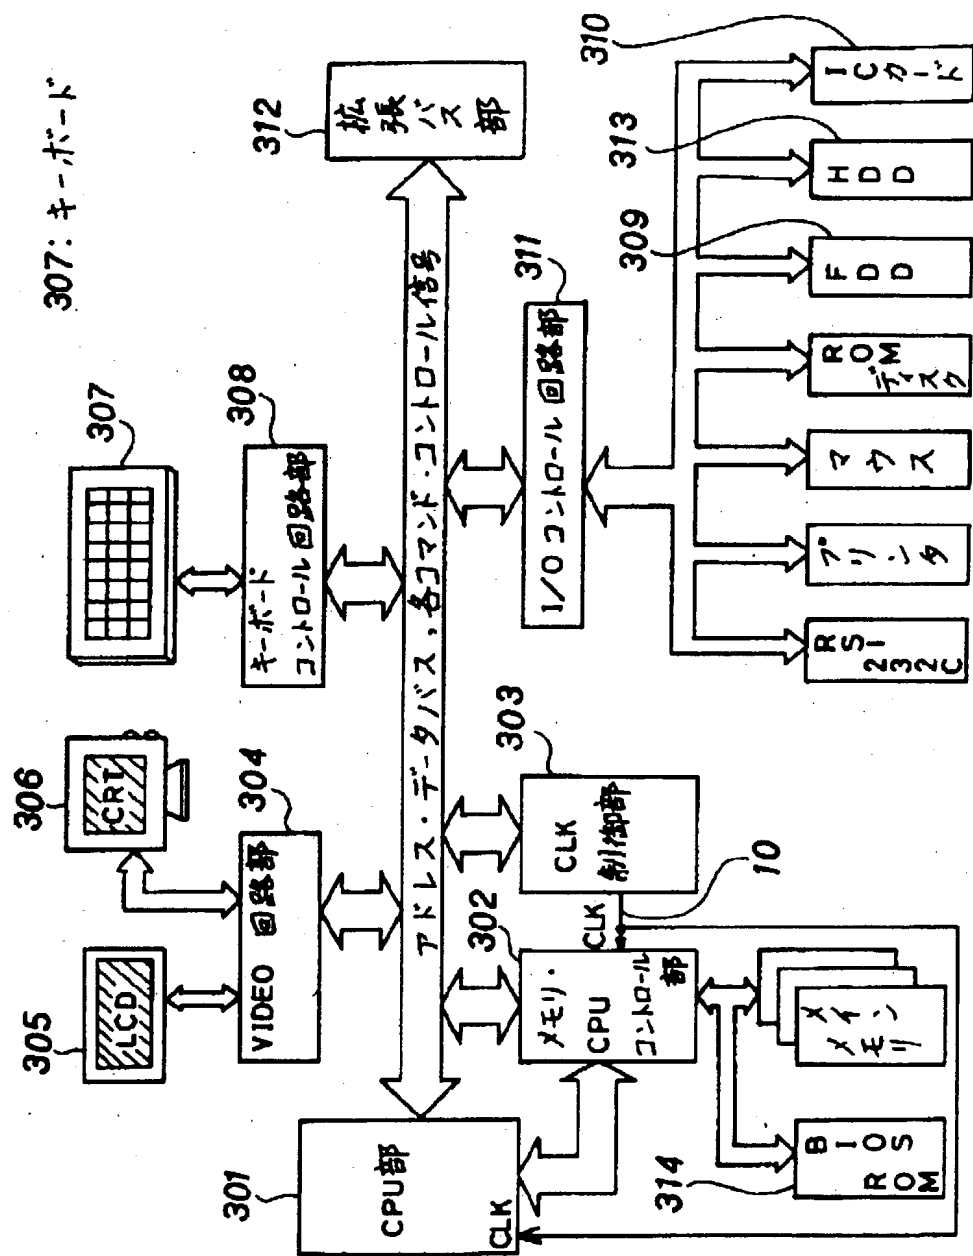 307: キーボード
305
LCD
306
CRT
307
304
VIDEO 回路部
308
キーボード
コントロール 回路部
301
CPU部
CLK
アドレス・データバス、各コマンド・コントロール信号
312
拡張バス部
302
メモリ・
CPU
コントロール部
CLK
303
CLK
制御部
10
311
I/Oコントロール 回路部
314
BIOS
ROM
メイン
メモリ
RS-
232C
プリンタ
マウス
ROM
ディスク
309
FDD
313
HDD
310
ICカード